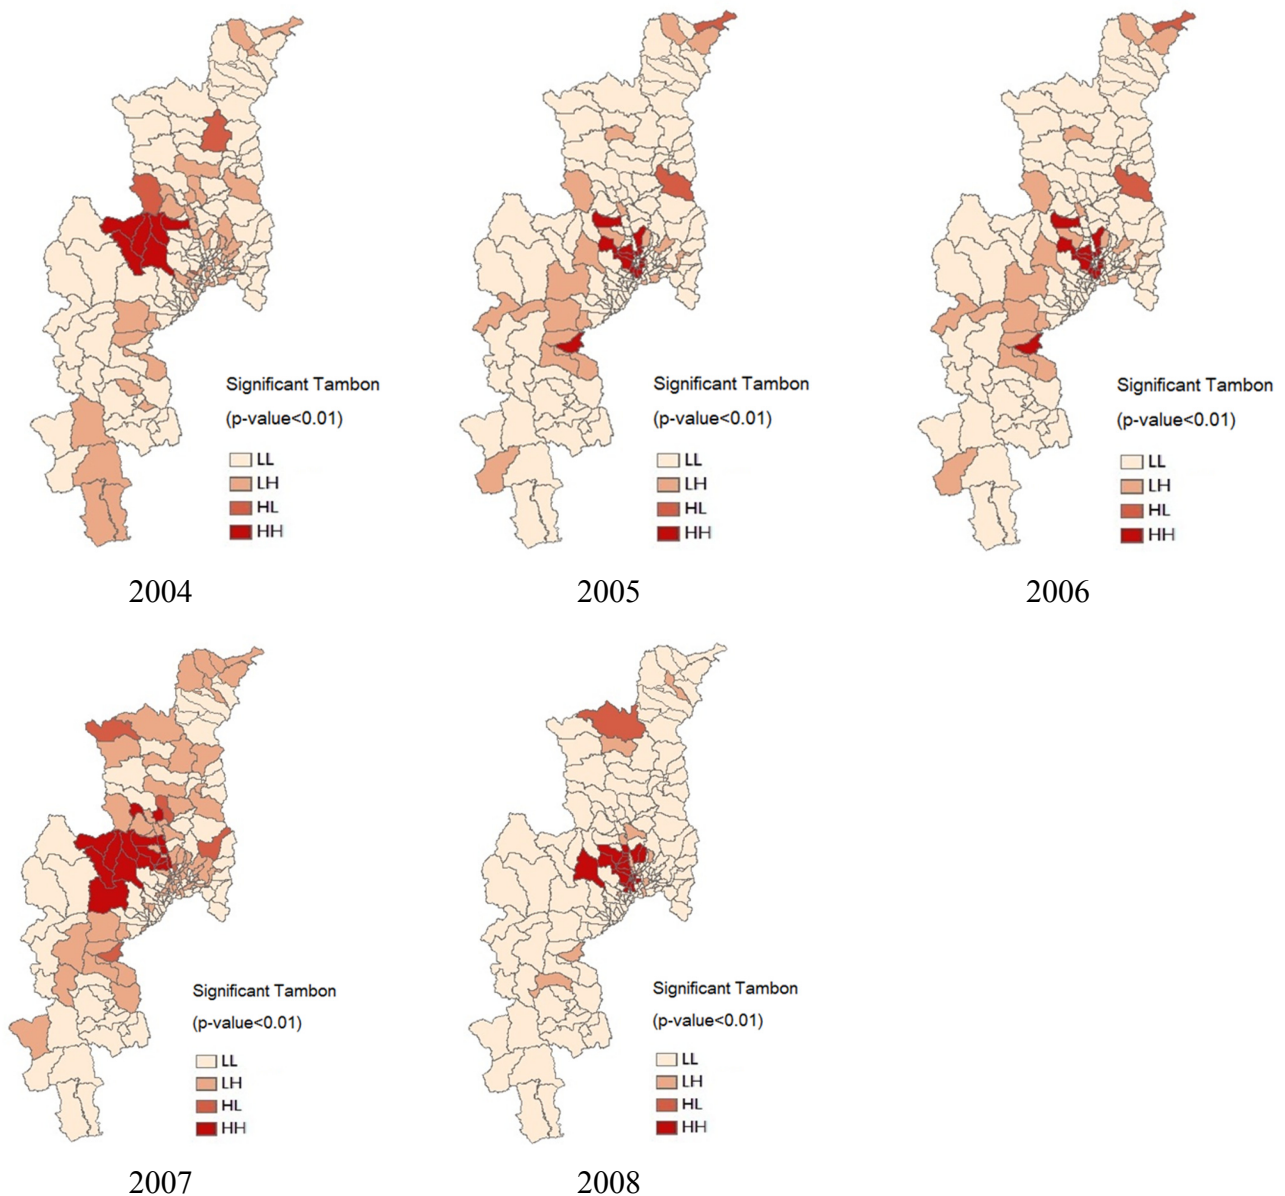 Significant Tambon
(p-value<0.01)
LL
LH
HL
HH
2004
Significant Tambon
(p-value<0.01)
LL
LH
HL
HH
2005
Significant Tambon
(p-value<0.01)
LL
LH
HL
HH
2006
Significant Tambon
(p-value<0.01)
LL
LH
HL
HH
2007
Significant Tambon
(p-value<0.01)
LL
LH
HL
HH
2008